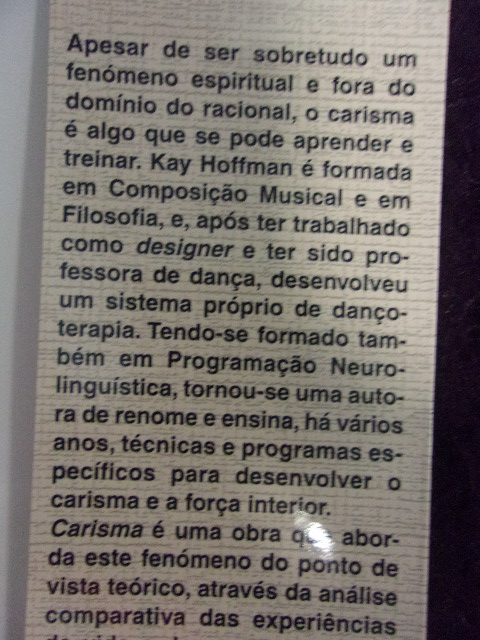 Apesar de ser sobretudo um
fenómeno espiritual e fora do
domínio do racional, o carisma
é algo que se pode aprender e
treinar. Kay Hoffman é formada
em Composição Musical e em
Filosofia, e, após ter trabalhado
como designer e ter sido pro-
fessora de dança, desenvolveu
um sistema próprio de danço-
terapia. Tendo-se formado tam-
bém em Programação Neuro-
linguística, tornou-se uma auto-
ra de renome e ensina, há vários
anos, técnicas e programas es-
pecíficos para desenvolver o
carisma e a força interior.
Carisma é uma obra que abor-
da este fenómeno do ponto de
vista teórico, através da análise
comparativa das experiências